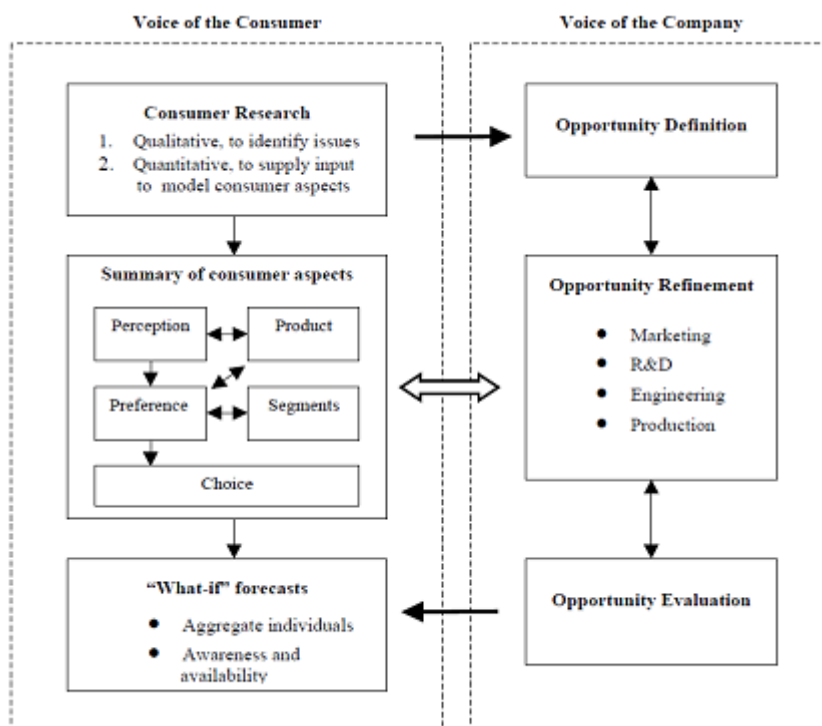 Voice of the Consumer
Voice of the Company
Consumer Research
1. Qualitative, to identify issues
2. Quantitative, to supply input
to model consumer aspects
Opportunity Definition
Summary of consumer aspects
Perception
Product
Preference
Segments
Choice
Opportunity Refinement
● Marketing
● R&D
● Engineering
● Production
“What-if” forecasts
● Aggregate individuals
● Awareness and
availability
Opportunity Evaluation